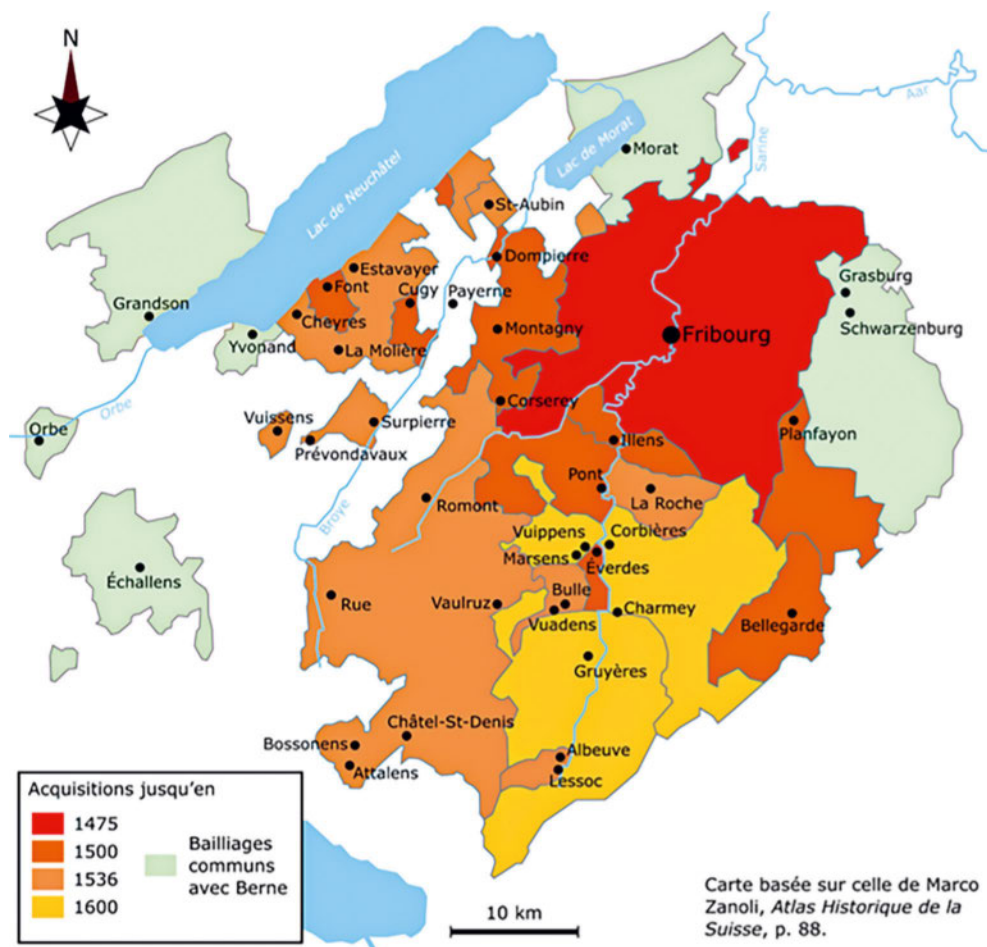 N
Lac de Neuchâtel
Lac de Morat
Morat
Sarine
Aar
St-Aubin
Dompierre
Estavayer
Font
Cugy
Payerne
Grasburg
Schwarzenburg
Grandson
Cheyres
Yvonand
La Molière
Montagny
Fribourg
Orbe
Orbe
Vuissens
Surpierre
Prévondavaux
Corserey
Illens
Planfayon
Broye
Romont
Pont
La Roche
Vuippens
Corbières
Marsens
Éverdes
Échallens
Rue
Vaulruz
Bulle
Vuadens
Charmey
Bellegarde
Gruyères
Châtel-St-Denis
Bossonens
Attalens
Albeuve
Lessoc
Acquisitions jusqu'en
1475
1500
1536
1600
Bailliages
communs
avec Berne
10 km
Carte basée sur celle de Marco
Zanoli, Atlas Historique de la
Suisse, p. 88.